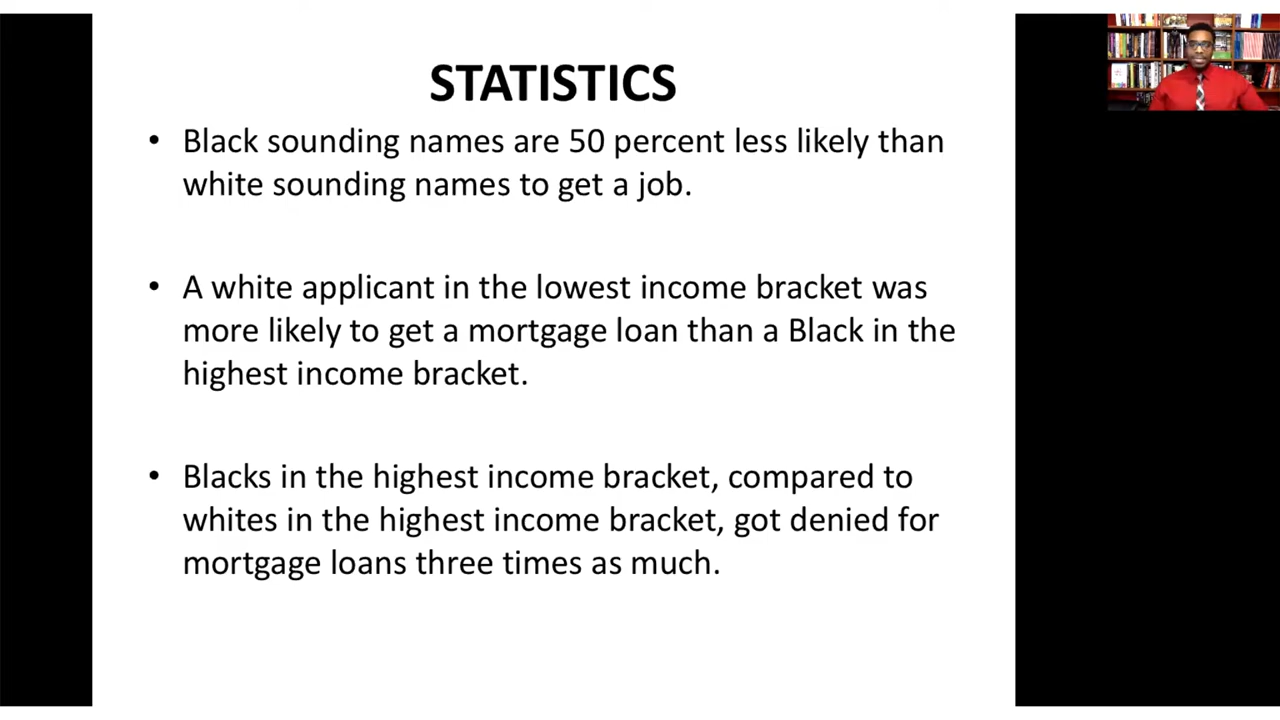 STATISTICS
• Black sounding names are 50 percent less likely than
white sounding names to get a job.
• A white applicant in the lowest income bracket was
more likely to get a mortgage loan than a Black in the
highest income bracket.
• Blacks in the highest income bracket, compared to
whites in the highest income bracket, got denied for
mortgage loans three times as much.